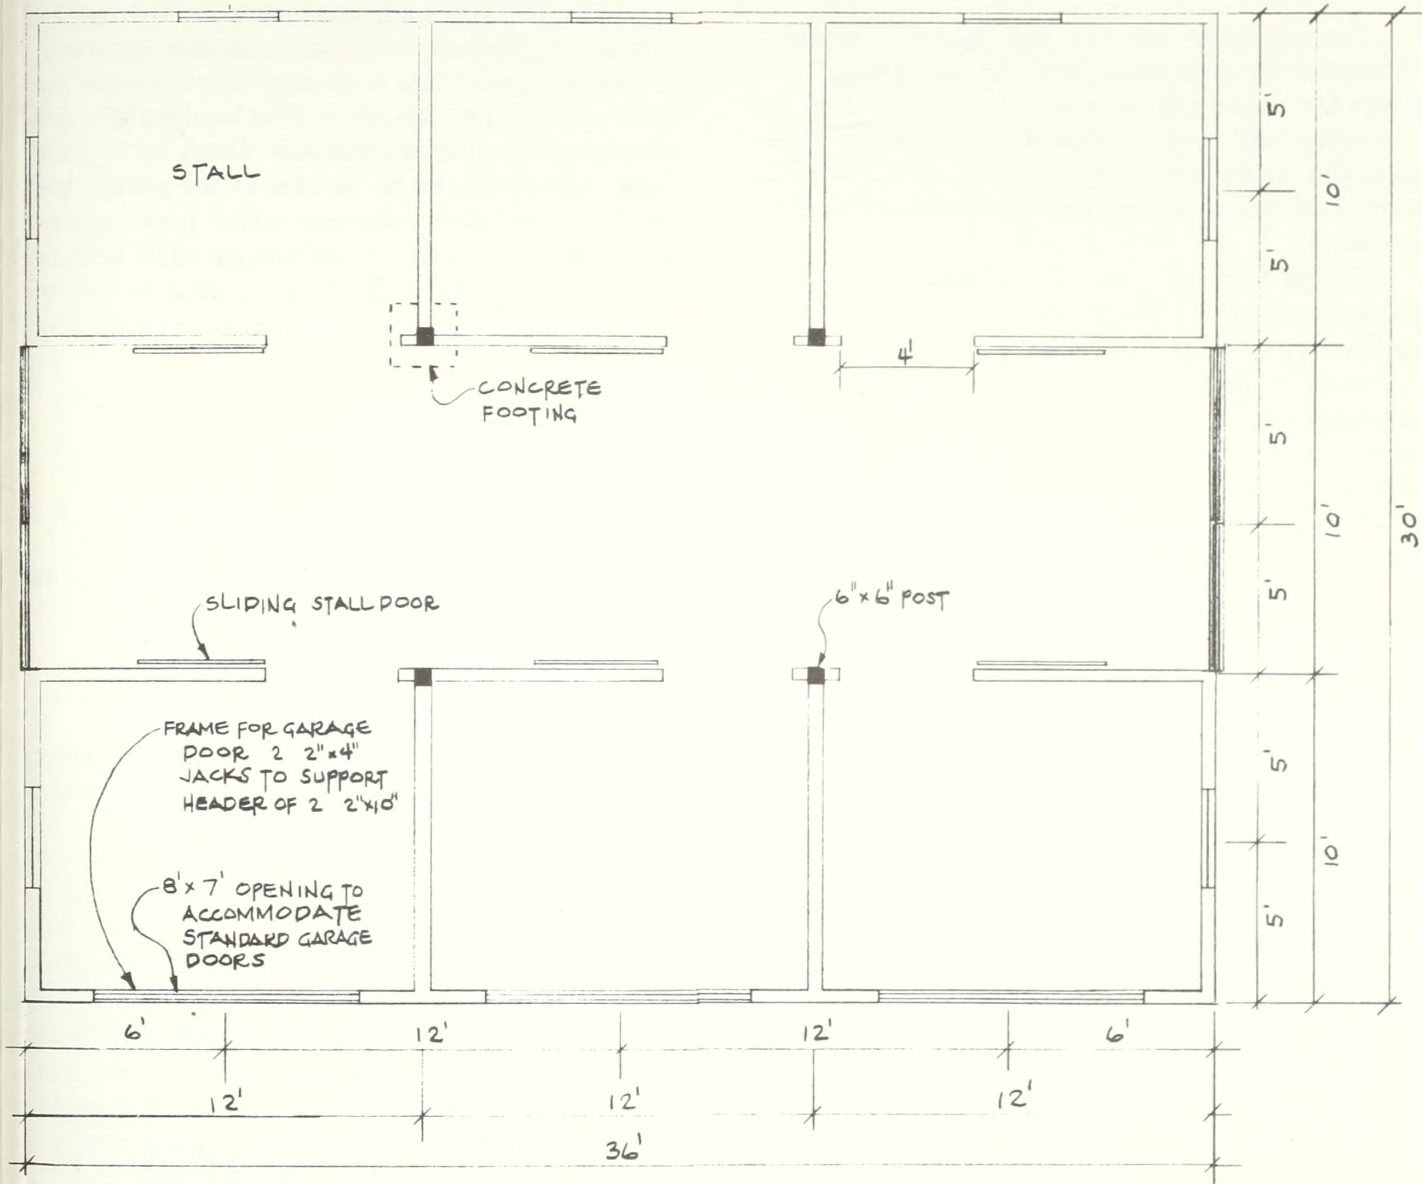 STALL
5'
10'
5'
4'
CONCRETE
FOOTING
5'
10'
30'
5'
SLIDING STALL DOOR
6" x 6" POST
FRAME FOR GARAGE
DOOR 2 2"x4"
JACKS TO SUPPORT
HEADER OF 2 2"x10"
5'
10'
5'
8' x 7' OPENING TO
ACCOMMODATE
STANDARD GARAGE
DOORS
6'
12'
12'
6'
12'
12'
12'
36'